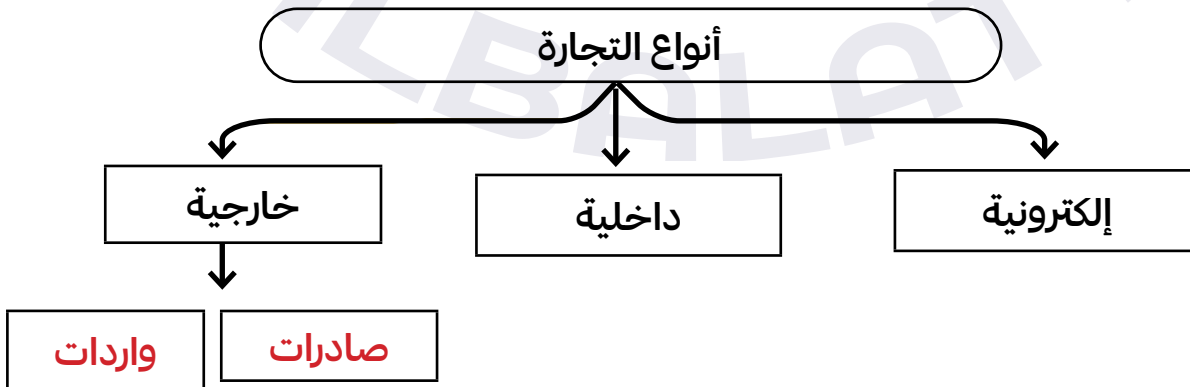 أنواع التجارة
إلكترونية
داخلية
خارجية
صادرات
واردات